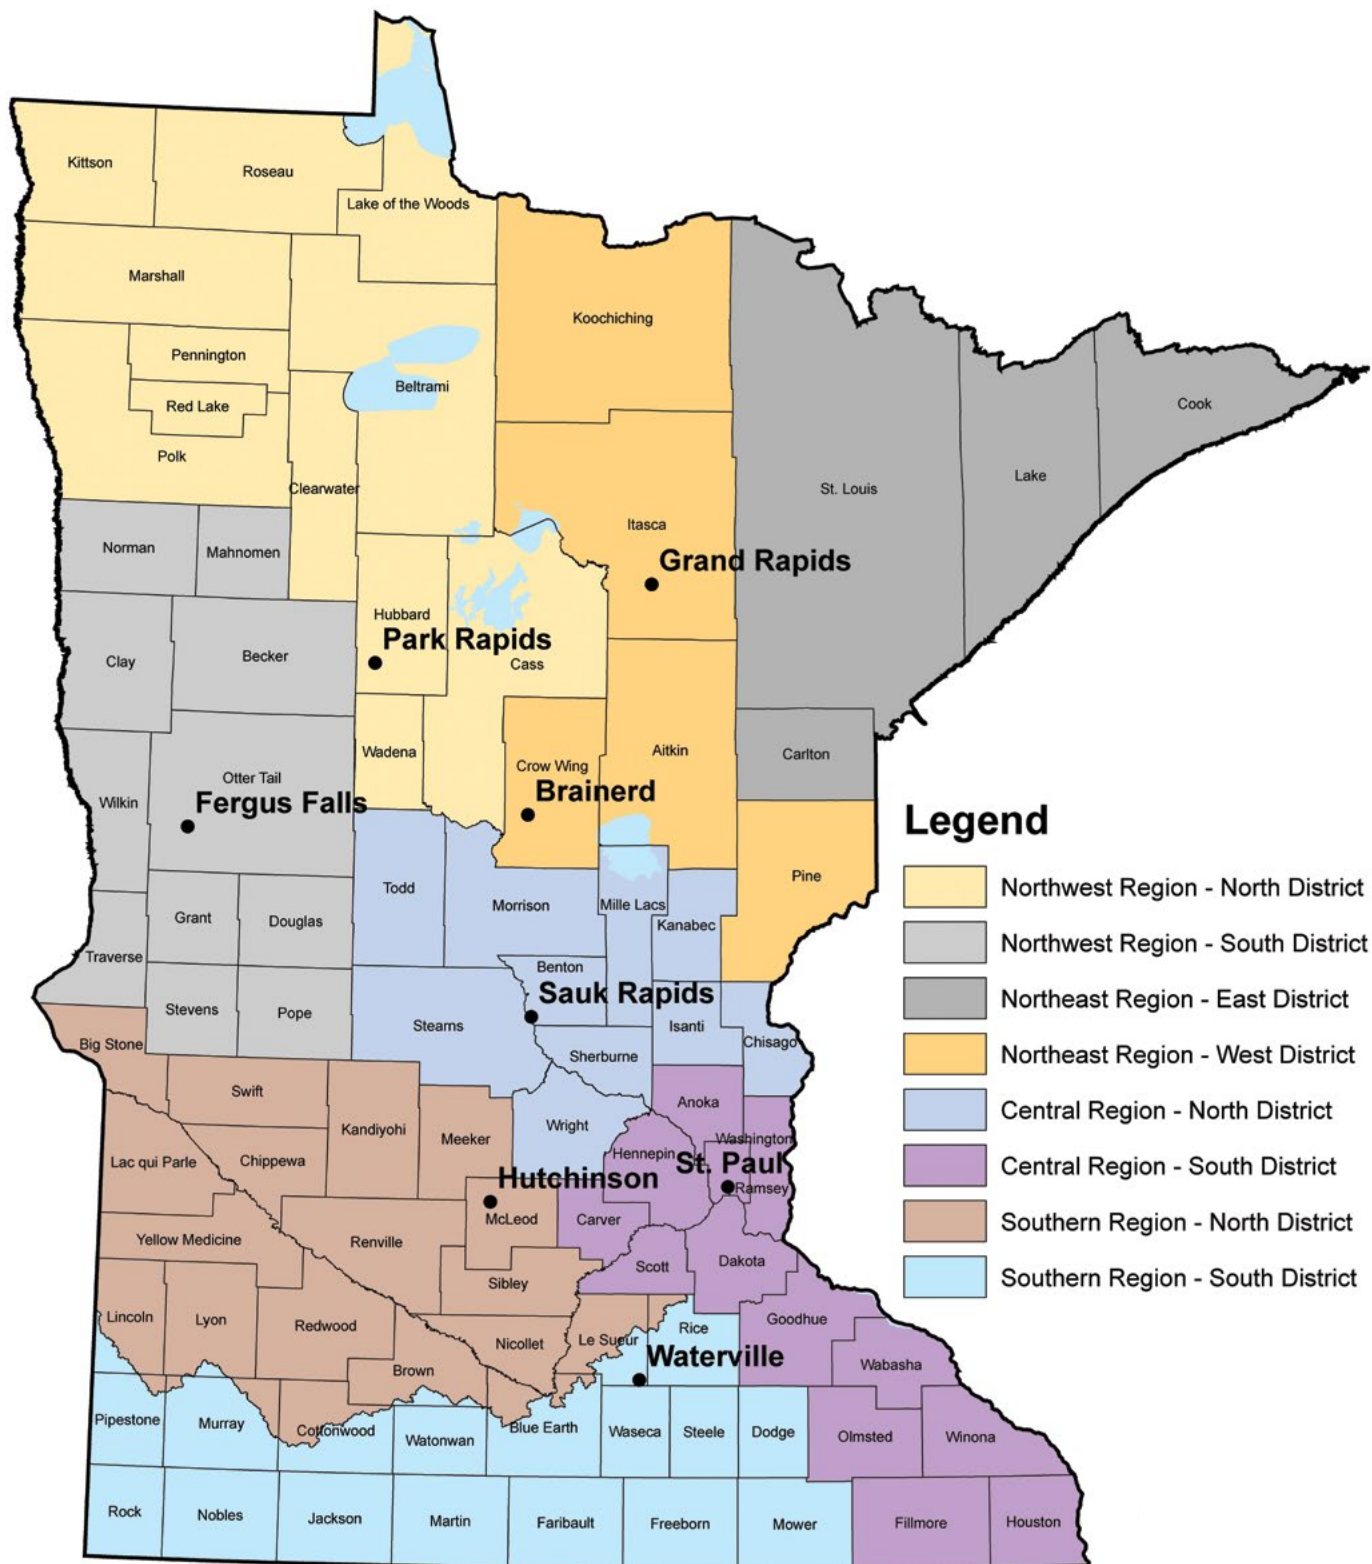 Kittson
Roseau
Lake of the Woods
Marshall
Koochiching
Pennington
Beltrami
Red Lake
Cook
Polk
Lake
Clearwater
St. Louis
Itasca
Norman
Mahnomen
Grand Rapids
Hubbard
Park Rapids
Clay
Becker
Cass
Wadena
Aitkin
Carlton
Crow Wing
Otter Tail
Brainerd
Wilkin
Fergus Falls
Legend
Pine
Northwest Region - North District
Todd
Morrison
Mille Lacs
Grant
Douglas
Kanabec
Northwest Region - South District
Traverse
Benton
Sauk Rapids
Northeast Region - East District
Stevens
Pope
Stearns
Isanti
Big Stone
Chisago
Northeast Region - West District
Sherburne
Swift
Anoka
Central Region - North District
Kandiyohi
Meeker
Wright
Washington
Lac qui Parle
Chippewa
Hennepin
St. Paul
Central Region - South District
Hutchinson
Ramsey
McLeod
Carver
Southern Region - North District
Yellow Medicine
Renville
Scott
Dakota
Sibley
Southern Region - South District
Lincoln
Lyon
Redwood
Goodhue
Nicollet
Le Sueur
Rice
Waterville
Brown
Wabasha
Pipestone
Murray
Cottonwood
Watonwan
Blue Earth
Waseca
Steele
Dodge
Olmsted
Winona
Rock
Nobles
Jackson
Martin
Faribault
Freeborn
Mower
Fillmore
Houston